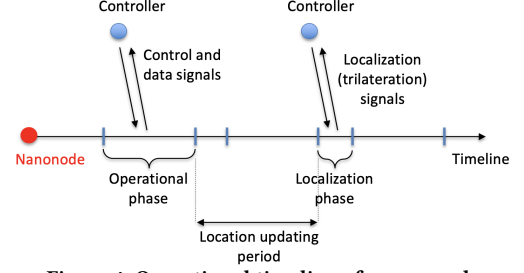 Controller
Controller
Control and
data signals
Localization
(trilateration)
signals
Nanonode
Timeline
Operational
phase
Localization
phase
Location updating
period